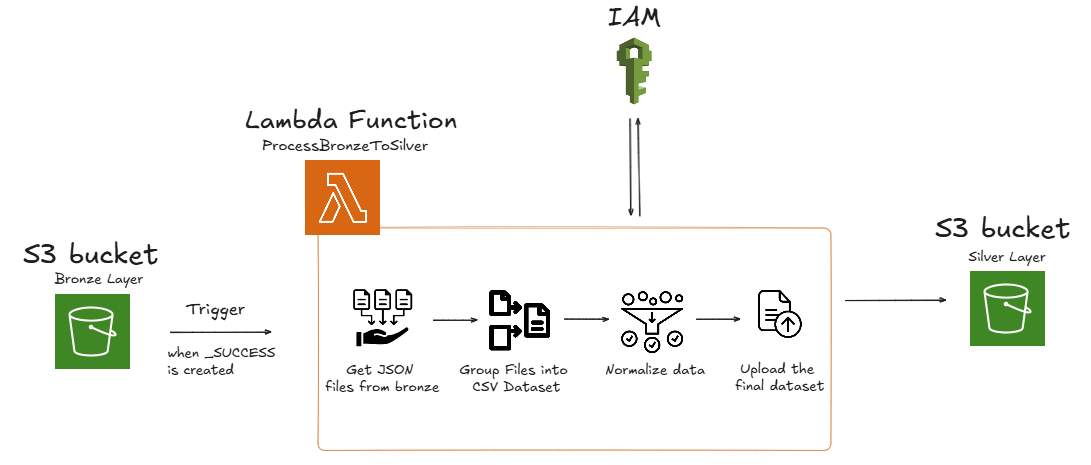 IAM
Lambda Function
ProcessBronzeToSilver
S3 bucket
Bronze Layer
Trigger
when _SUCCESS
is created
Get JSON
files from bronze
Group Files into
CSV Dataset
Normalize data
Upload the
final dataset
S3 bucket
Silver Layer